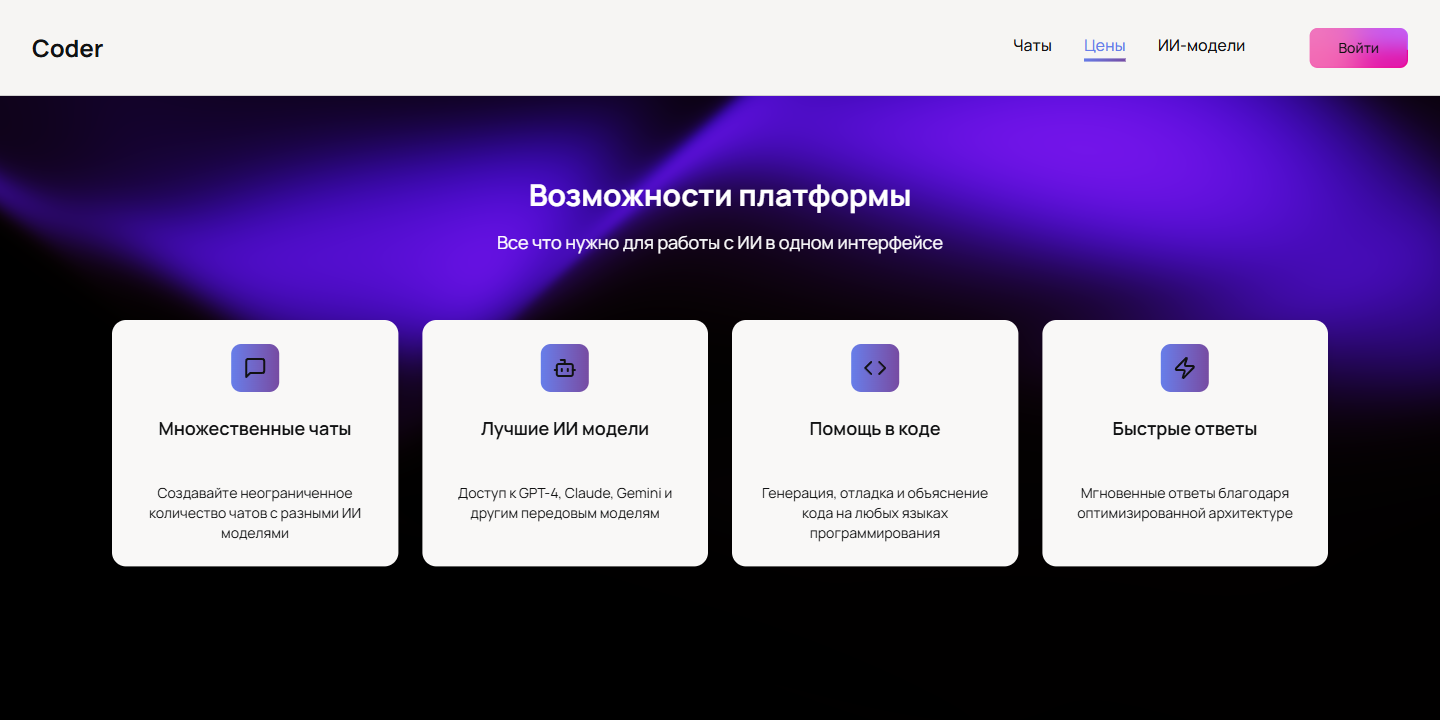 Coder
Чаты
Цены
ИИ-модели
Войти
Возможности платформы
Все что нужно для работы с ИИ в одном интерфейсе
Множественные чаты
Создавайте неограниченное
количество чатов с разными ИИ
моделями
Лучшие ИИ модели
Доступ к GPT-4, Claude, Gemini и
другим передовым моделям
Помощь в коде
Генерация, отладка и объяснение
кода на любых языках
программирования
Быстрые ответы
Мгновенные ответы благодаря
оптимизированной архитектуре